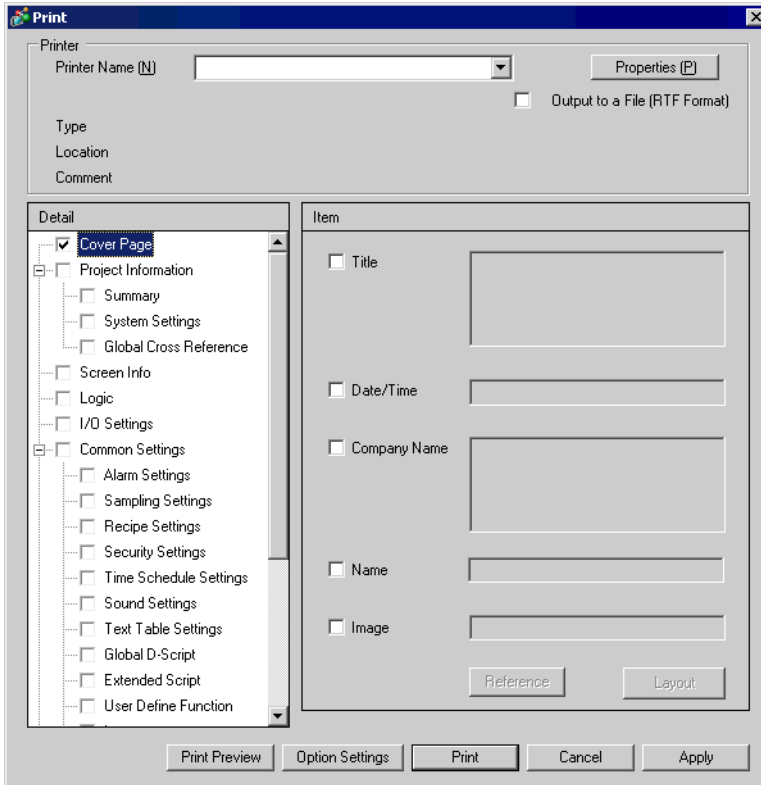 Print
Printer
Printer Name (N)
Properties (P)
Output to a File (RTF Format)
Type
Location
Comment
Detail
Cover Page
Project Information
Summary
System Settings
Global Cross Reference
Screen Info
Logic
I/O Settings
Common Settings
Alarm Settings
Sampling Settings
Recipe Settings
Security Settings
Time Schedule Settings
Sound Settings
Text Table Settings
Global D-Script
Extended Script
User Define Function
Item
Title
Date/Time
Company Name
Name
Image
Reference
Layout
Print Preview
Option Settings
Print
Cancel
Apply